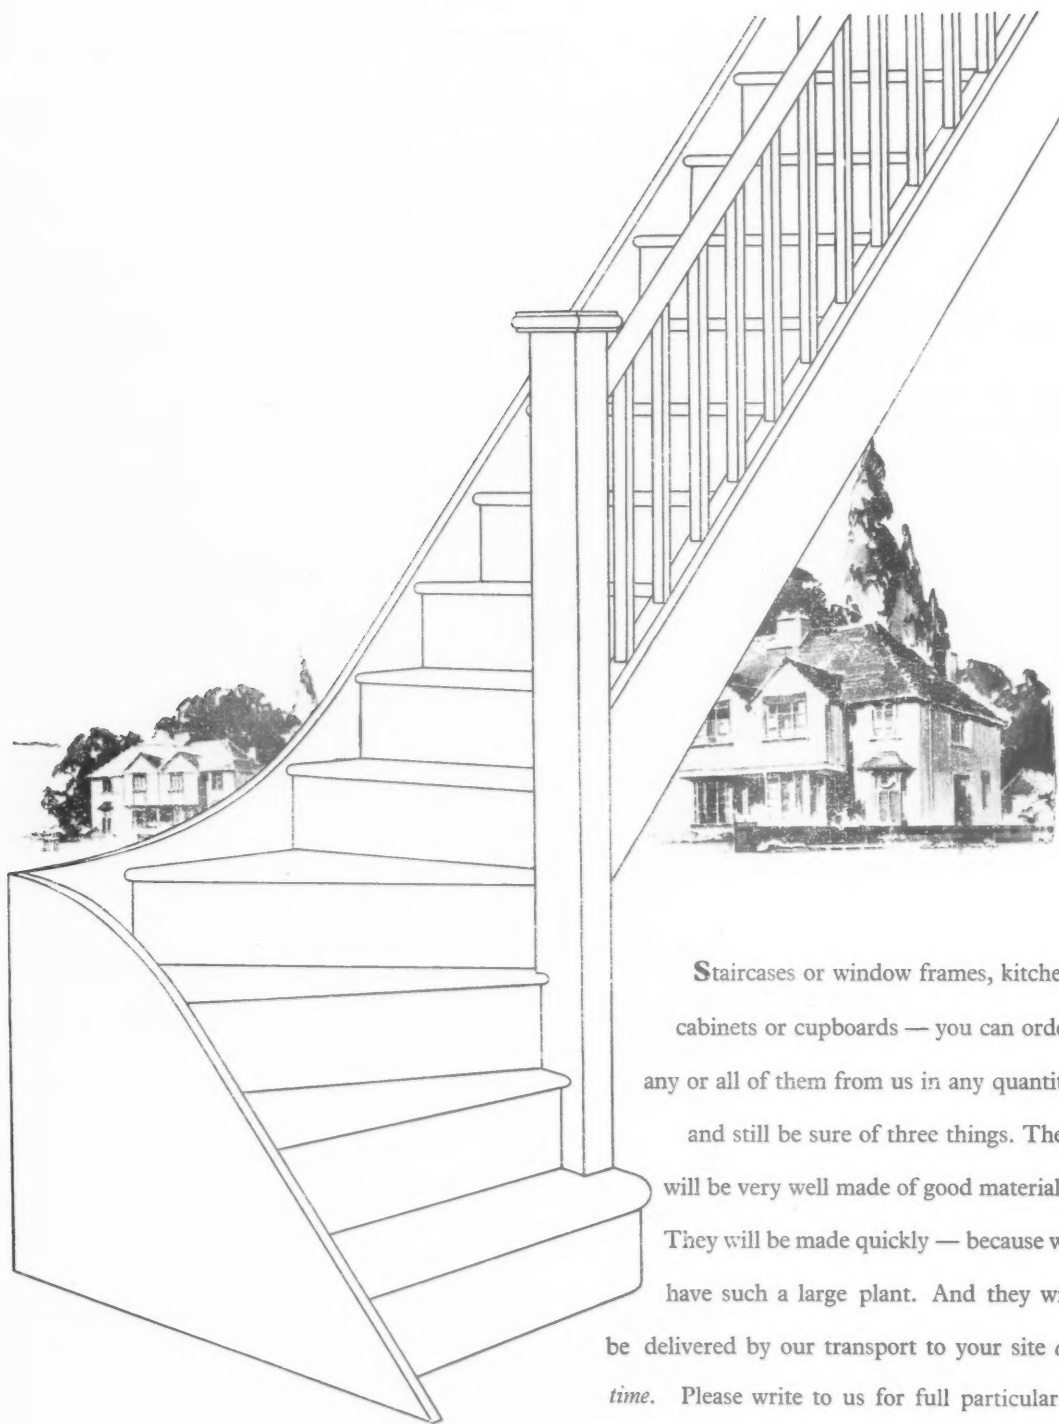 Staircases or window frames, kitche
cabinets or cupboards — you can orde
any or all of them from us in any quantit
and still be sure of three things. The
will be very well made of good material
They will be made quickly — because w
have such a large plant. And they wi
be delivered by our transport to your site
time. Please write to us for full particular